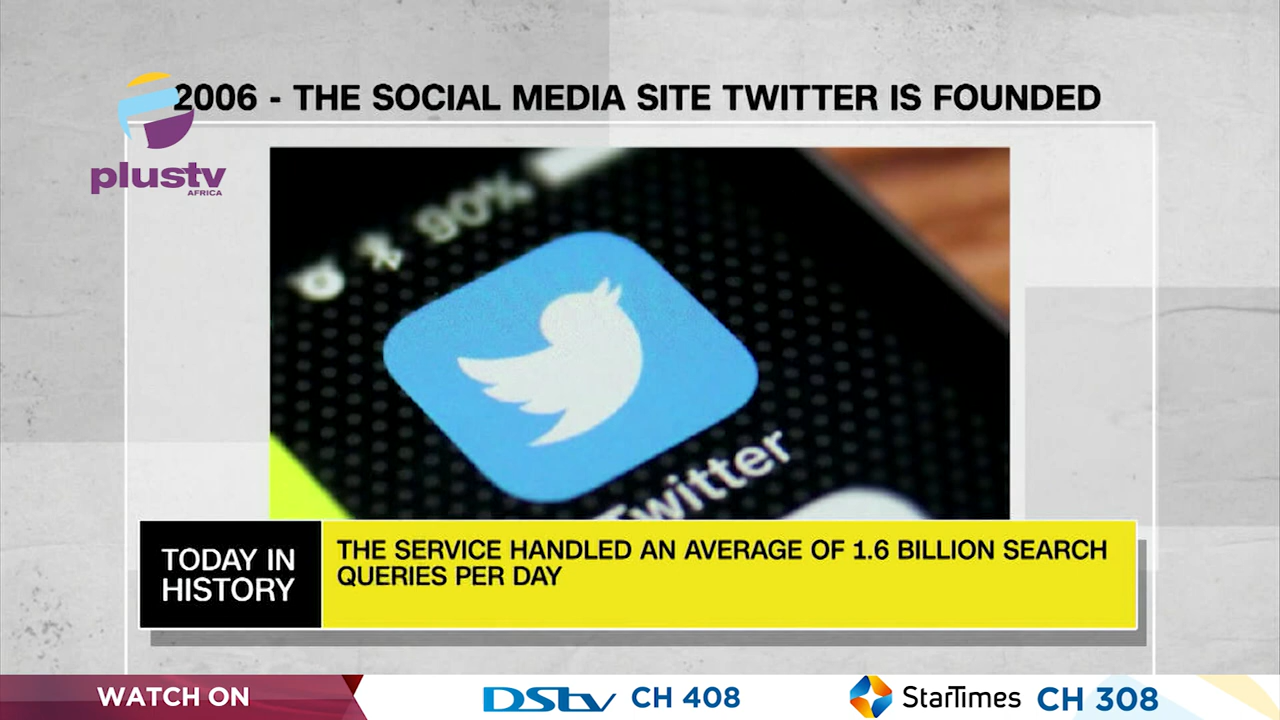 2006 - THE SOCIAL MEDIA SITE TWITTER IS FOUNDED
plustv
AFRICA
90%
Twitter
TODAY IN
HISTORY
THE SERVICE HANDLED AN AVERAGE OF 1.6 BILLION SEARCH
QUERIES PER DAY
WATCH ON
DStv CH 408
StarTimes CH 308